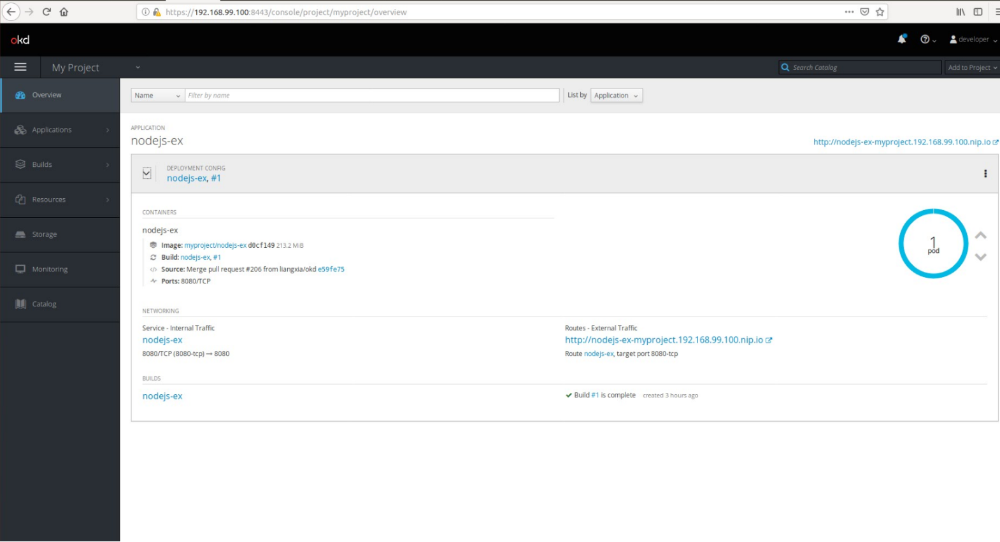 https://192.168.99.100:8443/console/project/myproject/overview
okd
developer
My Project
Search Catalog
Add to Project
Overview
Name
Filter by name
List by
Application
Applications
APPLICATION
nodejs-ex
http://nodejs-ex-myproject.192.168.99.100.nip.io
Builds
DEPLOYMENT CONFIG
nodejs-ex, #1
Resources
CONTAINERS
nodejs-ex
Storage
Image: myproject/nodejs-ex d0cf149 213.2 MiB
Build: nodejs-ex, #1
Source: Merge pull request #206 from liangxia/okd e59fe75
Ports: 8080/TCP
1
pod
Monitoring
Catalog
NETWORKING
Service - Internal Traffic
nodejs-ex
8080/TCP (8080-tcp) → 8080
Routes - External Traffic
http://nodejs-ex-myproject.192.168.99.100.nip.io
Route nodejs-ex, target port 8080-tcp
BUILDS
nodejs-ex
Build #1 is complete created 3 hours ago